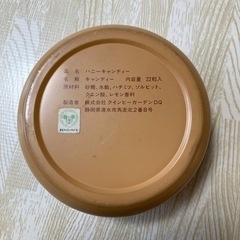 品名 ハニーキャンディー
名称 キャンディー 内容量 22粒入
原材料 砂糖、水飴、ハチミツ、ソルビット、
クエン酸、レモン香料
製造者 株式会社 クインビーガーデンDQ
静岡県清水市馬走北2番8号